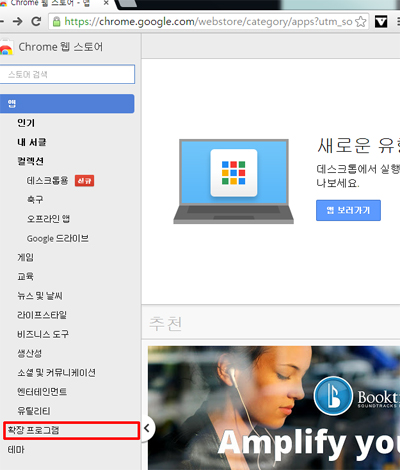 Chrome 웹 스토어 - 앱
https://chrome.google.com/webstore/category/apps?utm_so
Chrome 웹 스토어
스토어 검색
앱
인기
내 서클
컬렉션
데스크톱용 신규
축구
오프라인 앱
Google 드라이브
게임
교육
뉴스 및 날씨
라이프스타일
비즈니스 도구
생산성
소셜 및 커뮤니케이션
엔터테인먼트
유틸리티
확장 프로그램
테마
새로운 유형
데스크톱에서 실행
나보세요.
앱 보러가기
추천
Bookt
SOUNDTRACKS
Amplify you